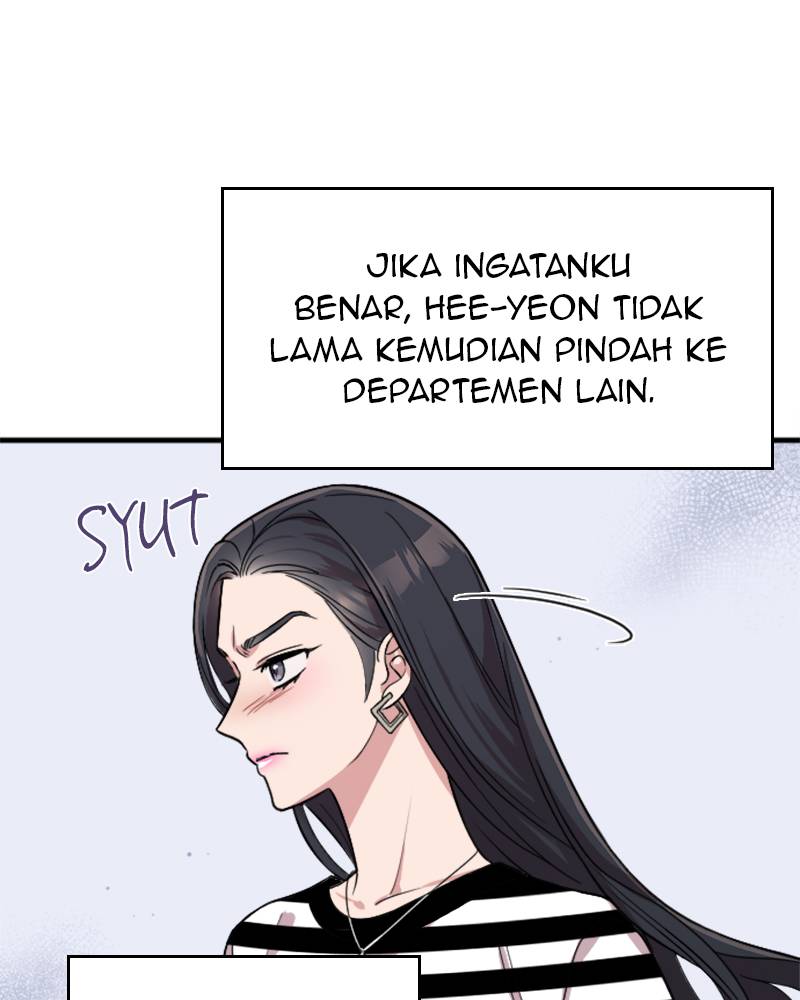 JIKA INGATANKU
BENAR, HEE-YEON TIDAK
LAMA KEMUDIAN PINDAH KE
DEPARTEMEN LAIN.
SYUT